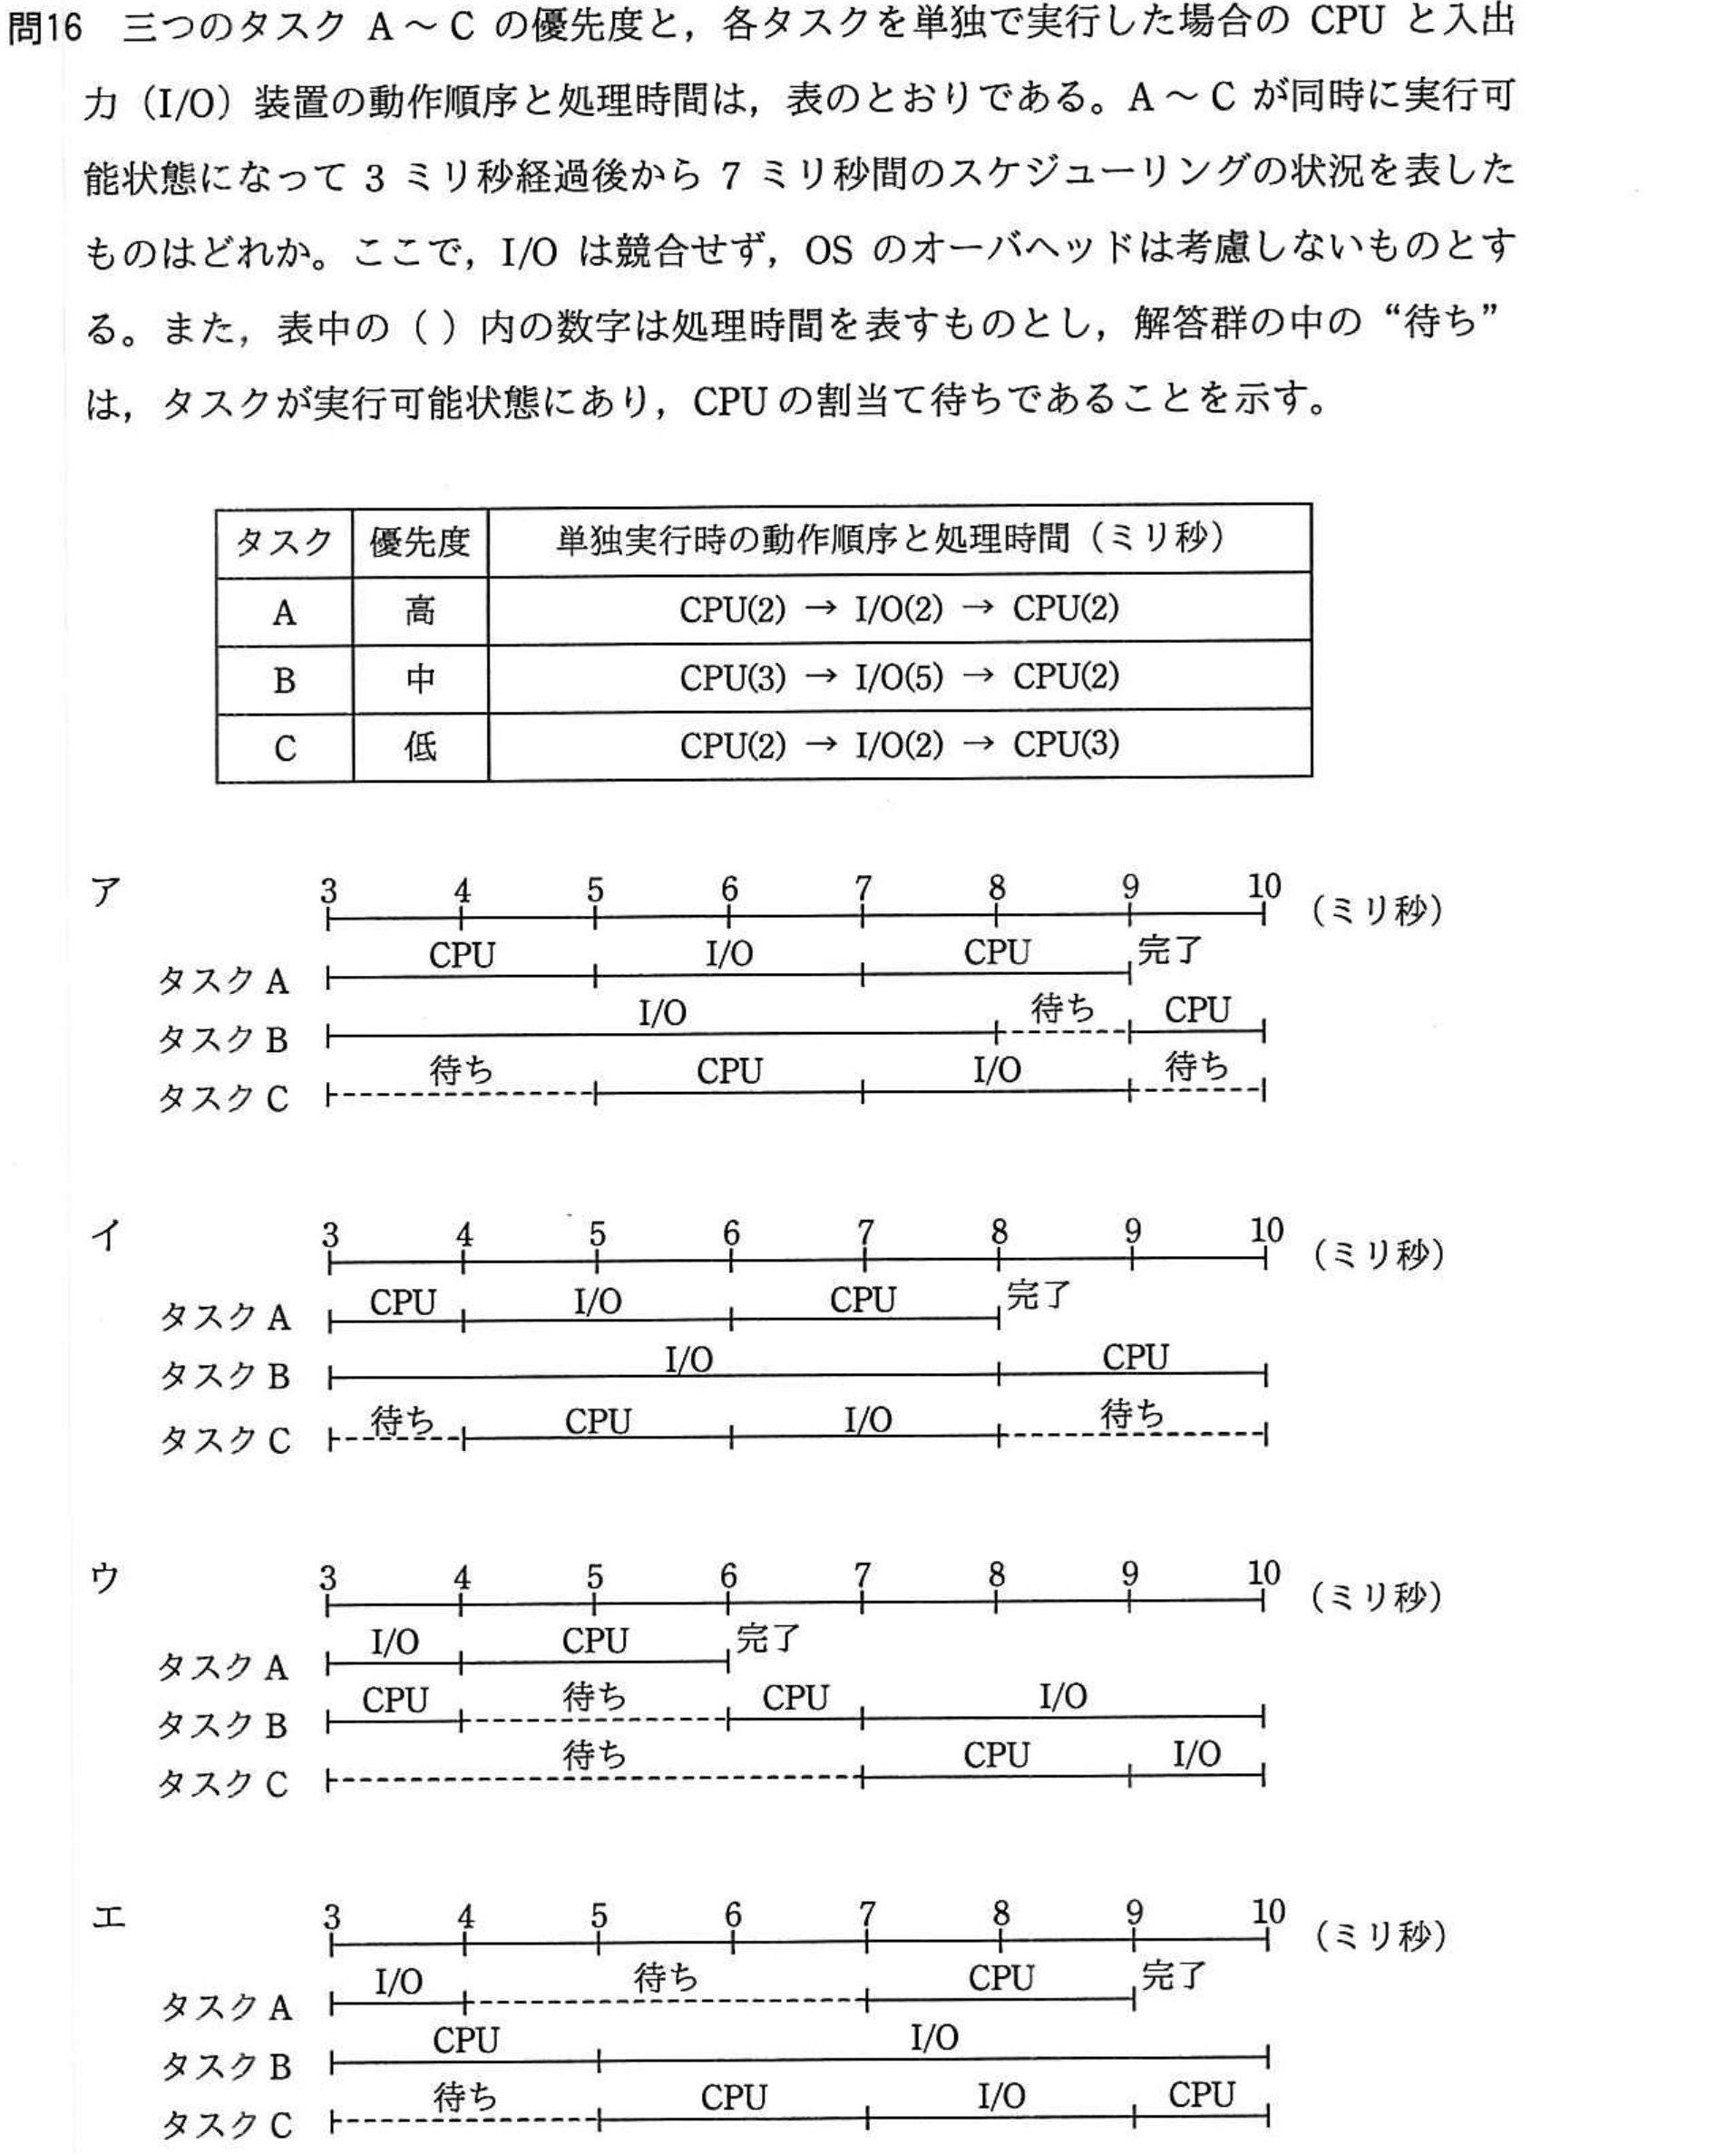 問16 三つのタスク A～C の優先度と，各タスクを単独で実行した場合の CPU と入出
力（I/O）装置の動作順序と処理時間は，表のとおりである。A～C が同時に実行可
能状態になって 3 ミリ秒経過後から 7 ミリ秒間のスケジューリングの状況を表した
ものはどれか。ここで，I/O は競合せず，OS のオーバヘッドは考慮しないものとす
る。また，表中の（ ）内の数字は処理時間を表すものとし，解答群の中の“待ち”
は，タスクが実行可能状態にあり，CPU の割当て待ちであることを示す。
タスク 優先度 単独実行時の動作順序と処理時間（ミリ秒）
A 高 CPU(2) → I/O(2) → CPU(2)
B 中 CPU(3) → I/O(5) → CPU(2)
C 低 CPU(2) → I/O(2) → CPU(3)
ア 3 4 5 6 7 8 9 10 （ミリ秒）
タスク A CPU I/O CPU 完了
タスク B I/O 待ち CPU
タスク C 待ち CPU I/O 待ち
イ 3 4 5 6 7 8 9 10 （ミリ秒）
タスク A CPU I/O CPU 完了
タスク B I/O CPU
タスク C 待ち CPU I/O 待ち
ウ 3 4 5 6 7 8 9 10 （ミリ秒）
タスク A I/O CPU 完了
タスク B CPU 待ち CPU I/O
タスク C 待ち CPU I/O
エ 3 4 5 6 7 8 9 10 （ミリ秒）
タスク A I/O 待ち CPU 完了
タスク B CPU I/O
タスク C 待ち CPU I/O CPU